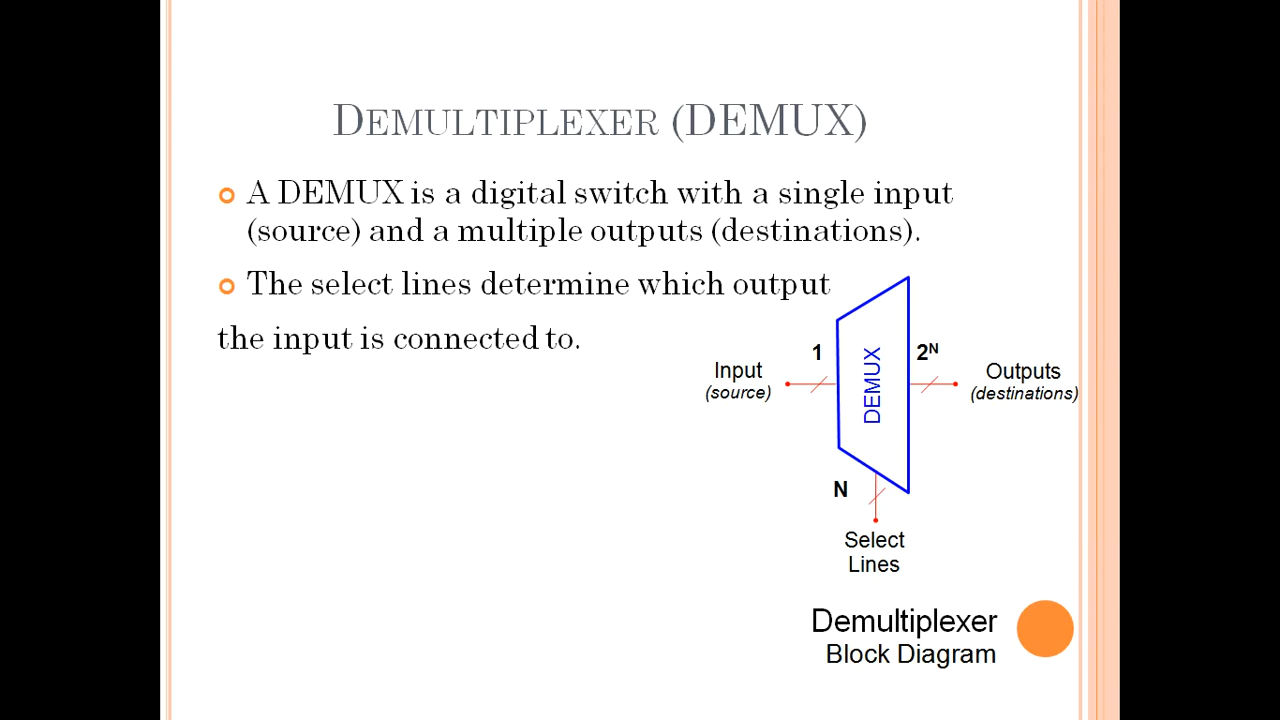 DEMULTIPLEXER (DEMUX)
A DEMUX is a digital switch with a single input
(source) and a multiple outputs (destinations).
The select lines determine which output
the input is connected to.
1
2ᴺ
Input
(source)
DEMUX
Outputs
(destinations)
N
Select
Lines
Demultiplexer
Block Diagram